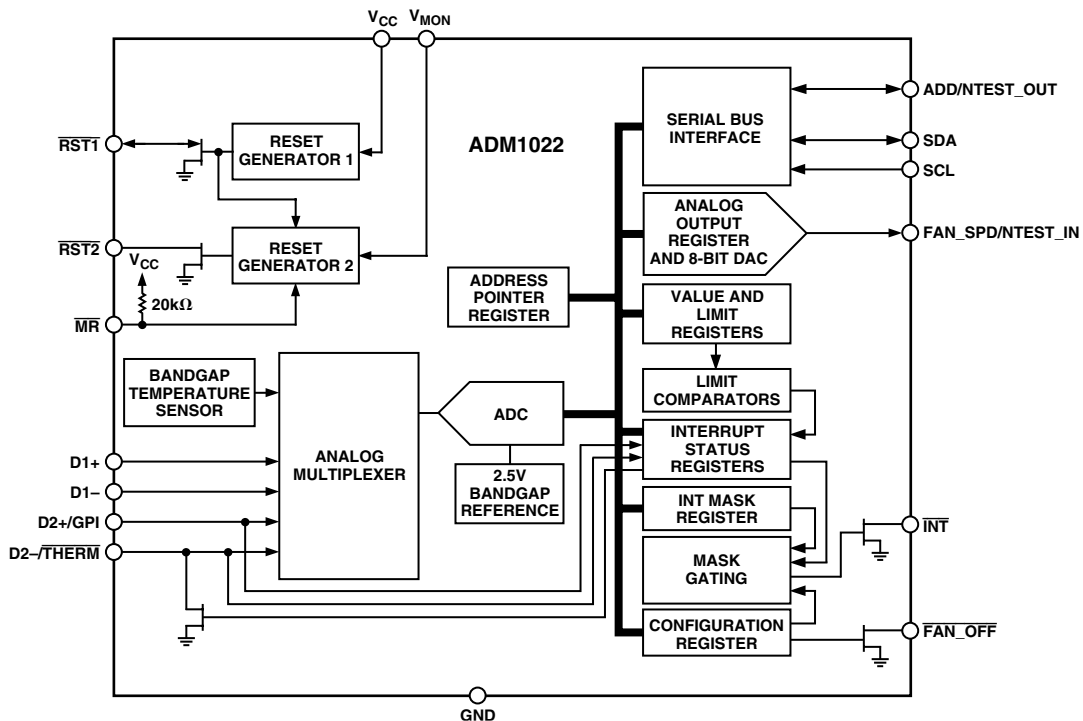 VCC
VMON
ADM1022
RST1
RESET
GENERATOR 1
RST2
RESET
GENERATOR 2
VCC
20kΩ
MR
SERIAL BUS
INTERFACE
ADD/NTEST_OUT
SDA
SCL
ANALOG
OUTPUT
REGISTER
AND 8-BIT DAC
FAN_SPD/NTEST_IN
ADDRESS
POINTER
REGISTER
VALUE AND
LIMIT
REGISTERS
LIMIT
COMPARATORS
BANDGAP
TEMPERATURE
SENSOR
ANALOG
MULTIPLEXER
ADC
2.5V
BANDGAP
REFERENCE
INTERRUPT
STATUS
REGISTERS
D1+
D1–
D2+/GPI
D2–/THERM
INT MASK
REGISTER
MASK
GATING
INT
CONFIGURATION
REGISTER
FAN_OFF
GND